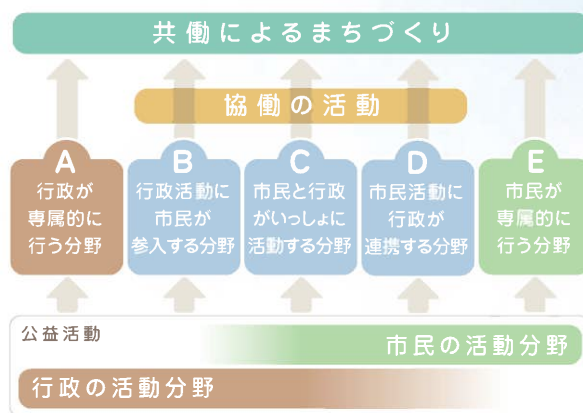 共働によるまちづくり
協働の活動
A
行政が
専属的に
行う分野
B
行政活動に
市民が
参入する分野
C
市民と行政
がいっしょに
活動する分野
D
市民活動に
行政が
連携する分野
E
市民が
専属的に
行う分野
公益活動
市民の活動分野
行政の活動分野